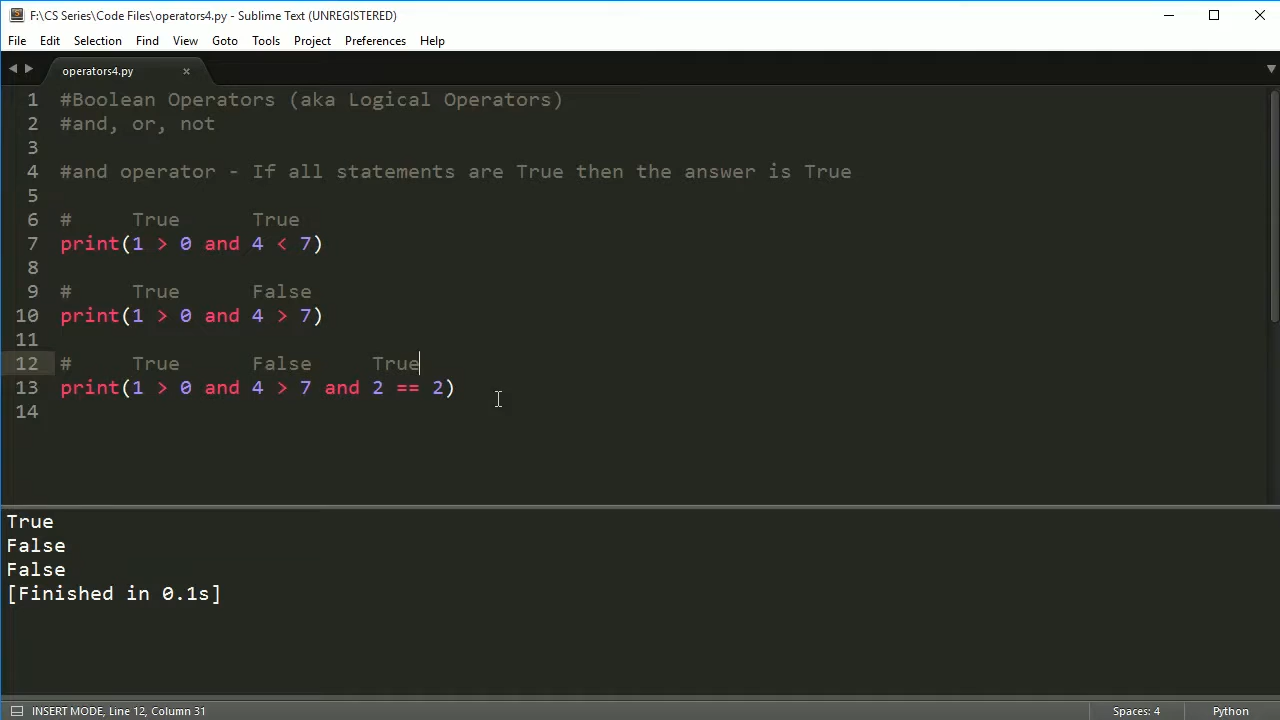 F:\CS Series\Code Files\operators4.py - Sublime Text (UNREGISTERED)
File Edit Selection Find View Goto Tools Project Preferences Help
operators4.py
1 #Boolean Operators (aka Logical Operators)
2 #and, or, not
3
4 #and operator - If all statements are True then the answer is True
5
6 #     True      True
7 print(1 > 0 and 4 < 7)
8
9 #     True      False
10 print(1 > 0 and 4 > 7)
11
12 #     True      False     True
13 print(1 > 0 and 4 > 7 and 2 == 2)
14
True
False
False
[Finished in 0.1s]
INSERT MODE, Line 12, Column 31 Spaces: 4 Python